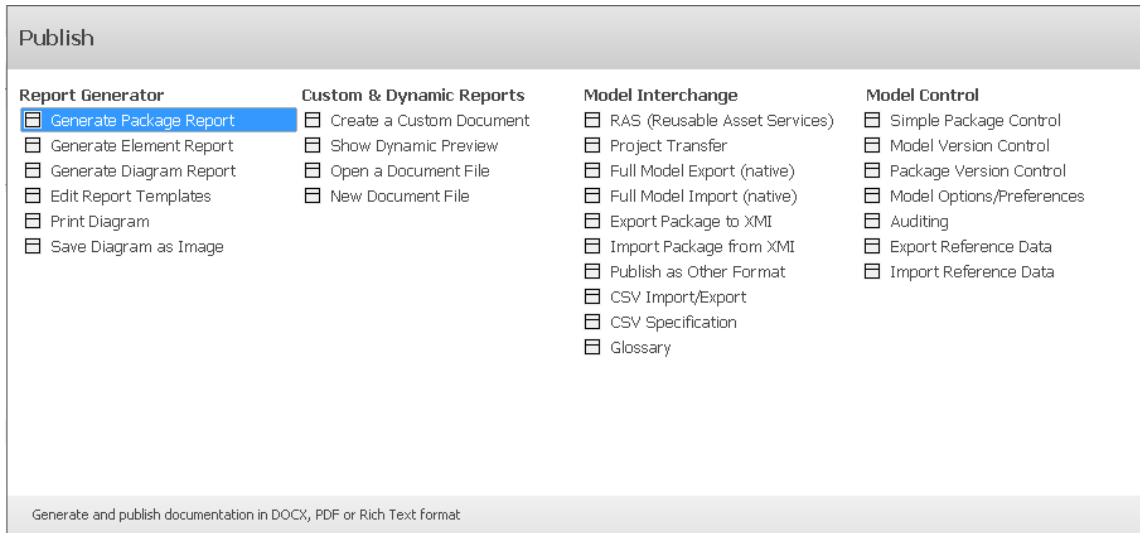 Publish
Report Generator
Generate Package Report
Generate Element Report
Generate Diagram Report
Edit Report Templates
Print Diagram
Save Diagram as Image
Custom & Dynamic Reports
Create a Custom Document
Show Dynamic Preview
Open a Document File
New Document File
Model Interchange
RAS (Reusable Asset Services)
Project Transfer
Full Model Export (native)
Full Model Import (native)
Export Package to XMI
Import Package from XMI
Publish as Other Format
CSV Import/Export
CSV Specification
Glossary
Model Control
Simple Package Control
Model Version Control
Package Version Control
Model Options/Preferences
Auditing
Export Reference Data
Import Reference Data
Generate and publish documentation in DOCX, PDF or Rich Text format